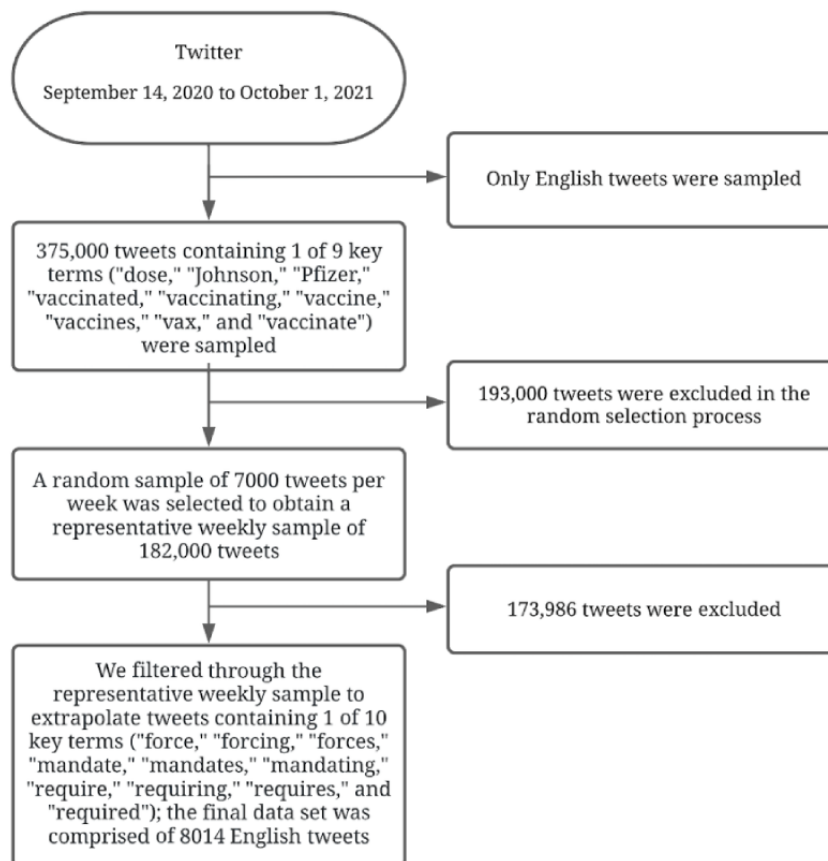 Twitter
September 14, 2020 to October 1, 2021
Only English tweets were sampled
375,000 tweets containing 1 of 9 key
terms ("dose," "Johnson," "Pfizer,"
"vaccinated," "vaccinating," "vaccine,"
"vaccines," "vax," and "vaccinate")
were sampled
193,000 tweets were excluded in the
random selection process
A random sample of 7000 tweets per
week was selected to obtain a
representative weekly sample of
182,000 tweets
173,986 tweets were excluded
We filtered through the
representative weekly sample to
extrapolate tweets containing 1 of 10
key terms ("force," "forcing," "forces,"
"mandate," "mandates," "mandating,"
"require," "requiring," "requires," and
"required"); the final data set was
comprised of 8014 English tweets